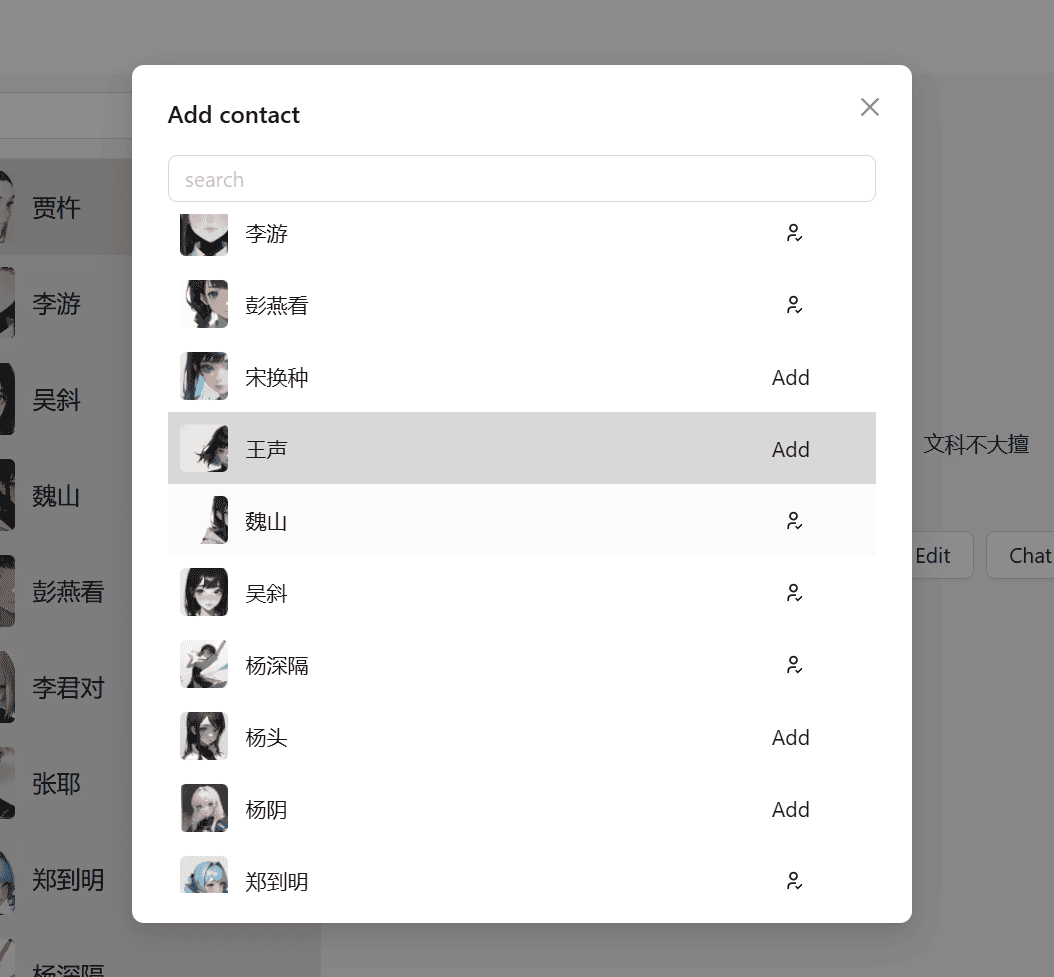 Add contact
search
李游
彭燕看
宋换种 Add
王声 Add
魏山
吴斜
杨深隔
杨头 Add
杨阴 Add
郑到明
贾杵
李游
吴斜
魏山
彭燕看
李君对
张耶
郑到明
杨深隔
文科不大擅
Edit Chat